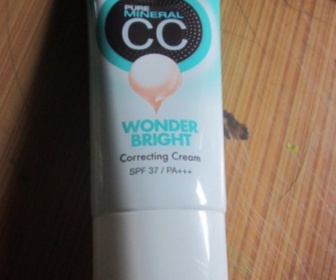 PURE
MINERAL
CC
WONDER
BRIGHT
Correcting Cream
SPF 37 / PA+++